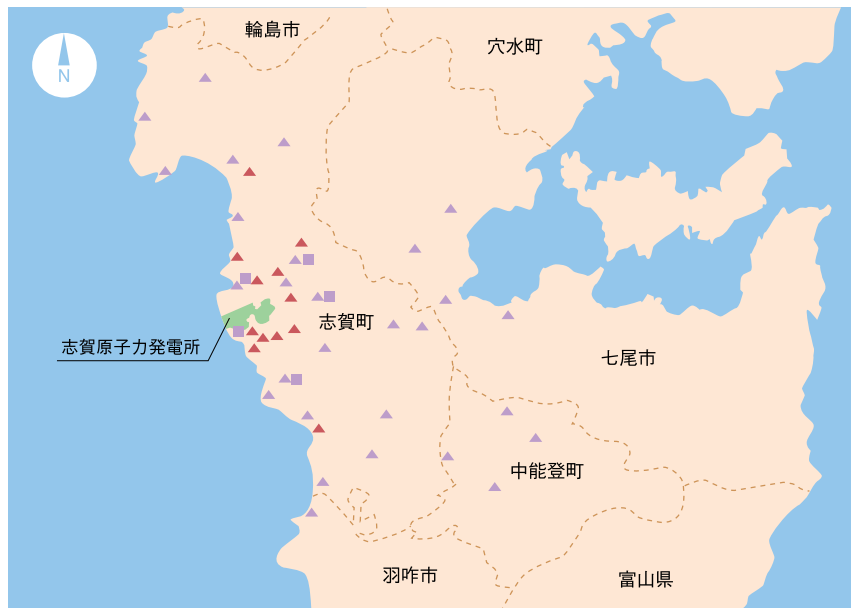 輪島市
穴水町
N
志賀町
志賀原子力発電所
七尾市
中能登町
羽咋市
富山県